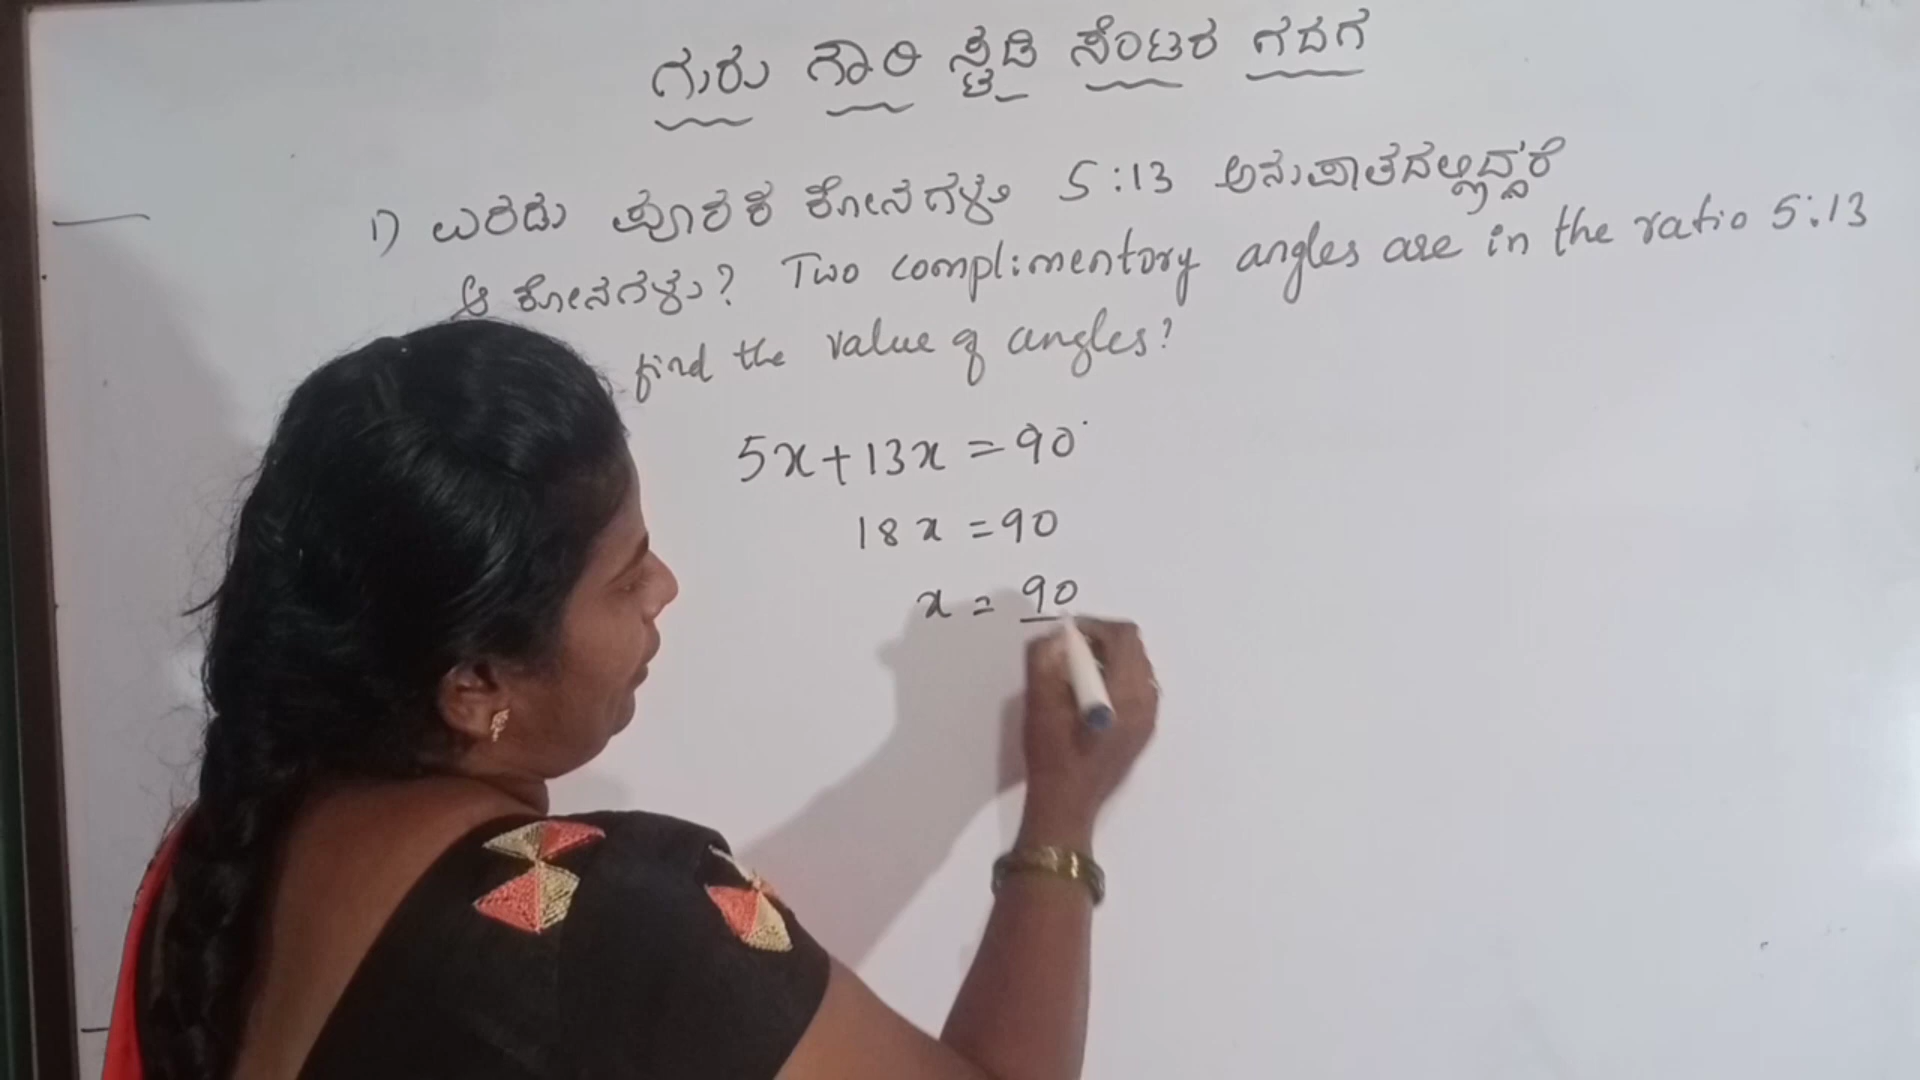 ಗುರು ಗೌರಿ ಸ್ಟಡಿ ಸೆಂಟರ ಗದಗ
1) ಎರಡು ಪೂರಕ ಕೋನಗಳು 5:13 ಅನುಪಾತದಲ್ಲಿದ್ದರೆ
ಆ ಕೋನಗಳು? Two complimentory angles are in the ratio 5:13
find the value of angles?
5x+13x =90°
18x =90
x = 90